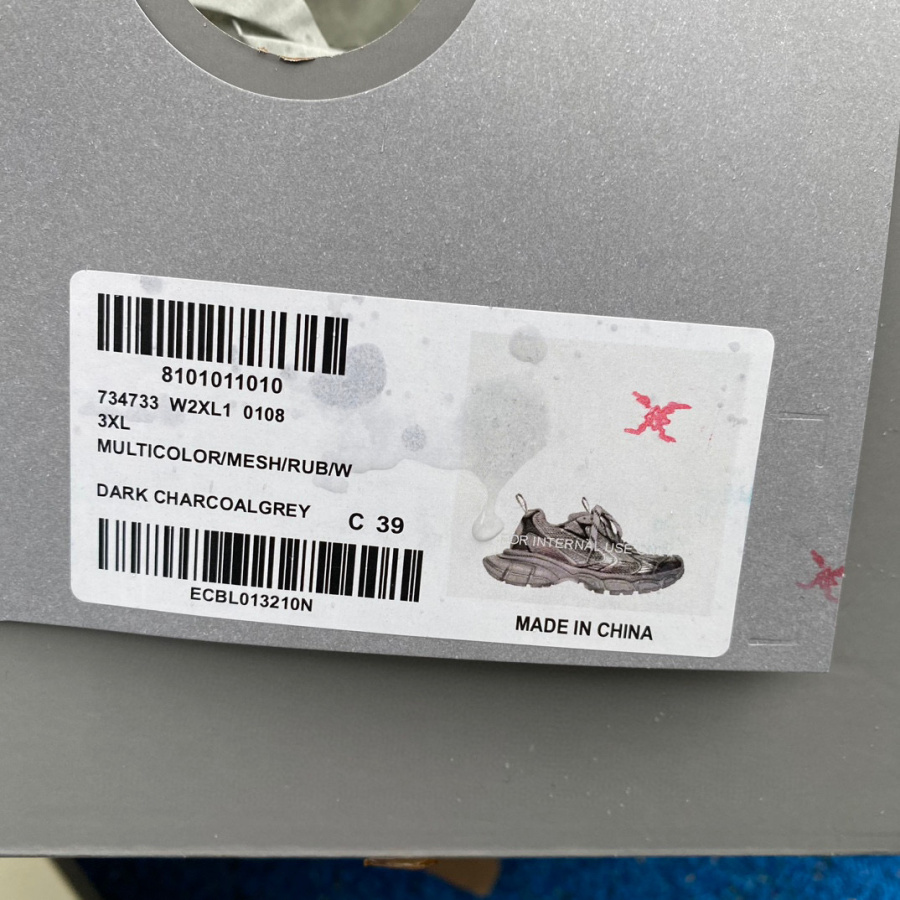 8101011010
734733 W2XL1 0108
3XL
MULTICOLOR/MESH/RUB/W
DARK CHARCOALGREY C 39
ECBL013210N
FOR INTERNAL USE
MADE IN CHINA